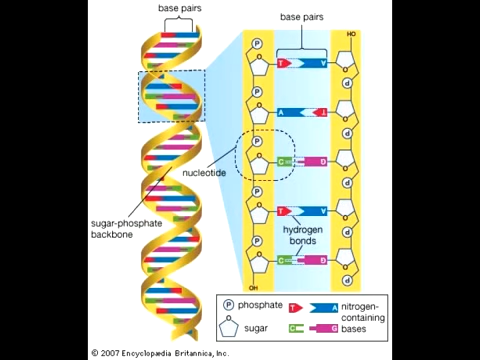 base pairs
base pairs
HO
P
T A
P
P
A T
P
P
C G
P
nucleotide
P
T A
P
sugar-phosphate
backbone
hydrogen
bonds
P
C G
P
OH
P phosphate T A nitrogen-
containing
sugar C G bases
© 2007 Encyclopædia Britannica, Inc.